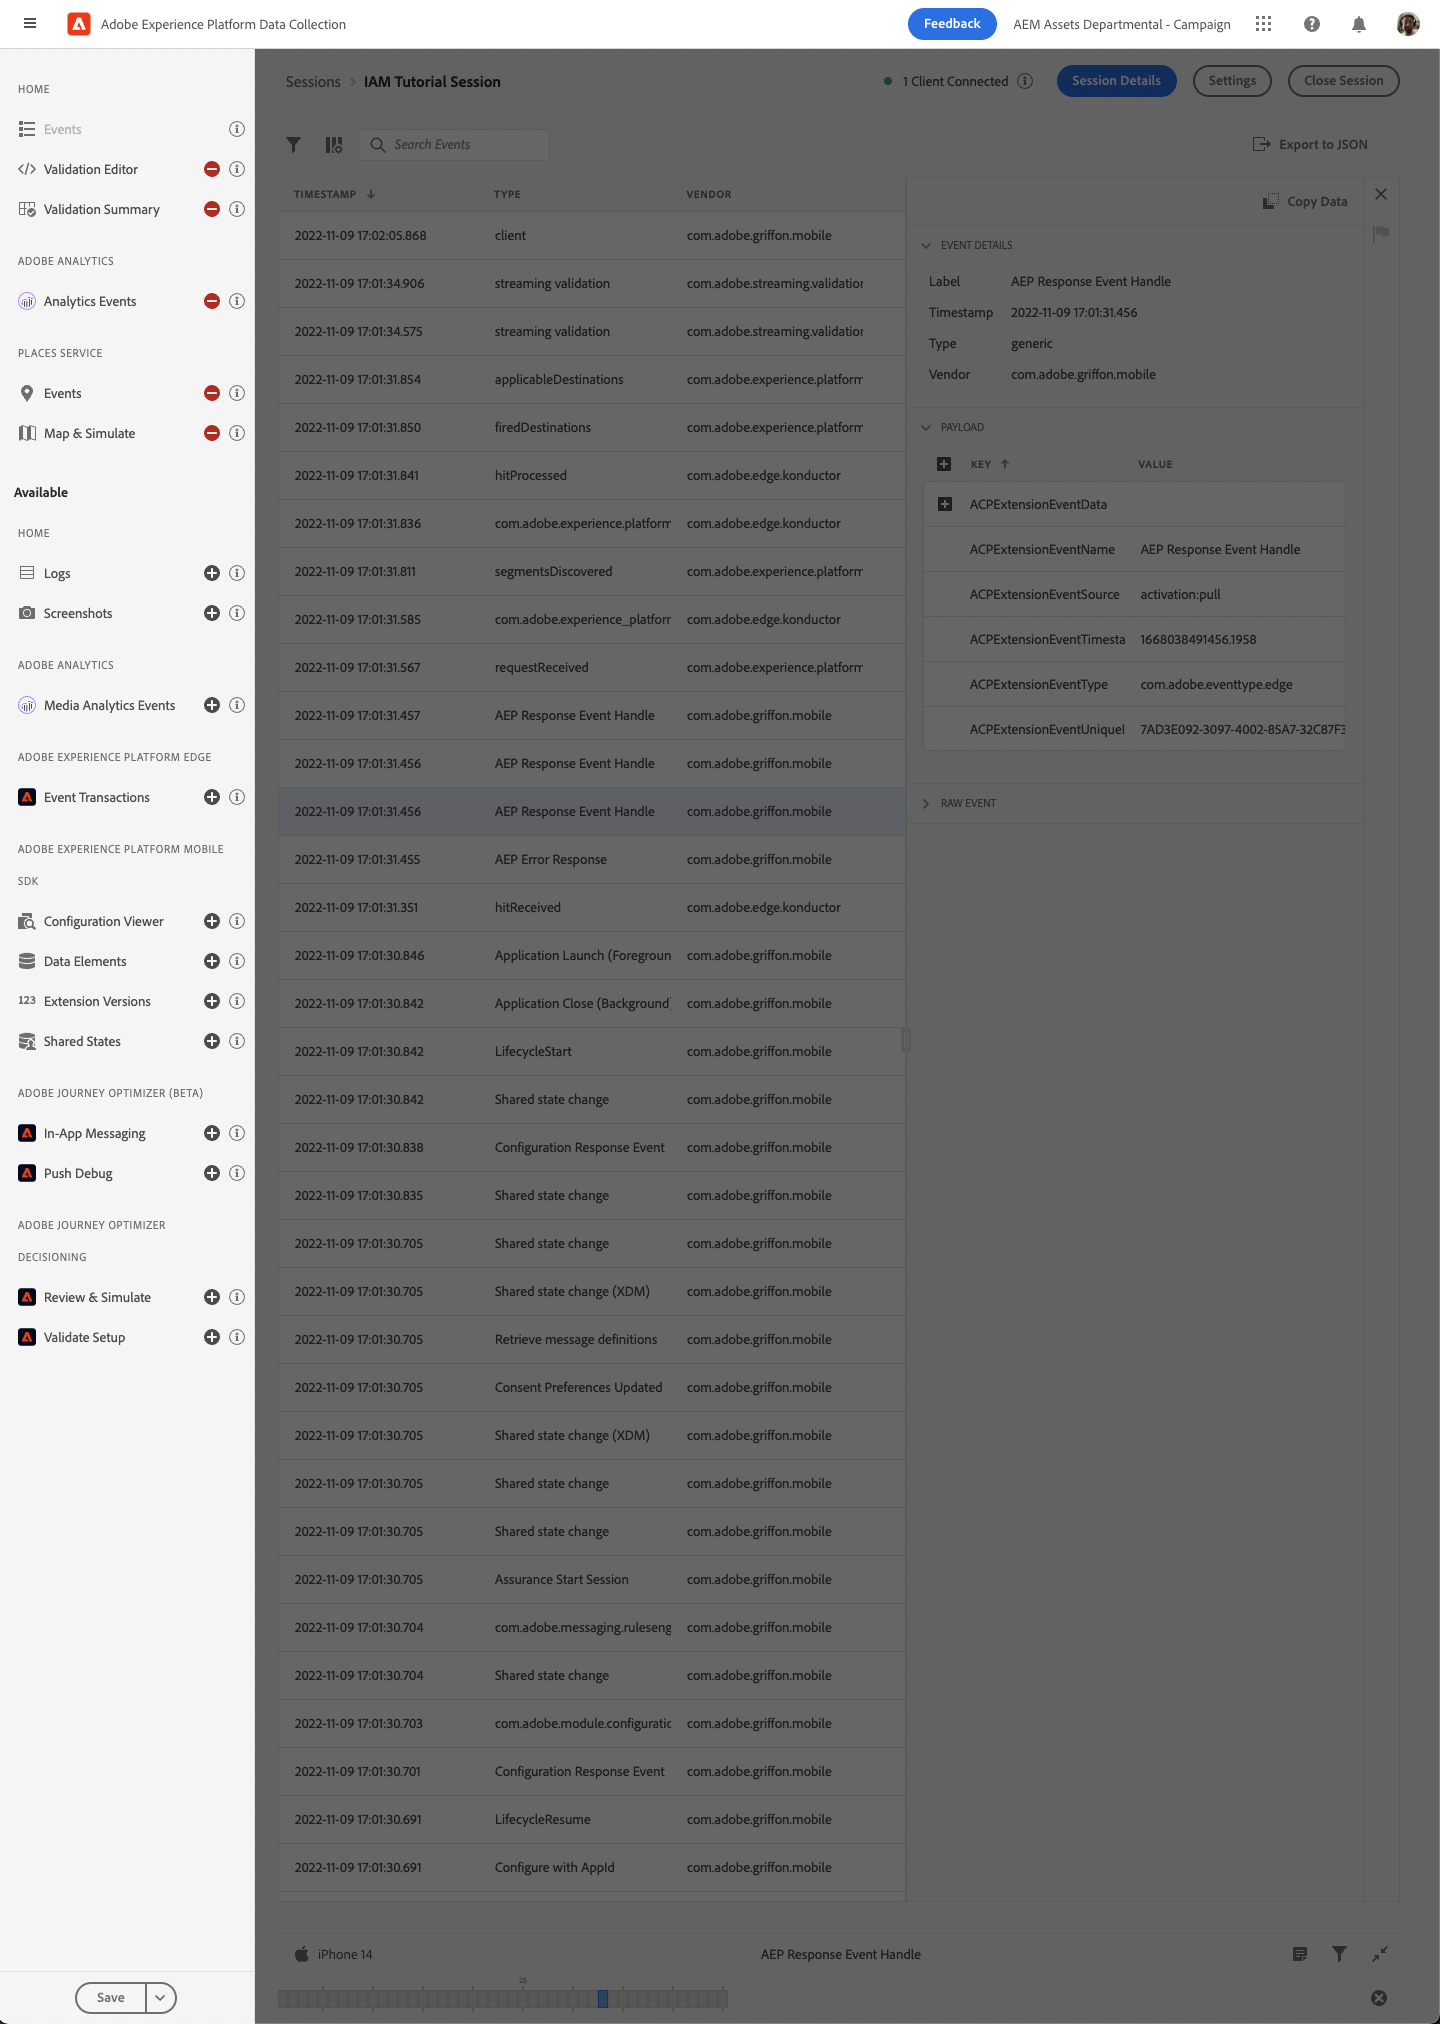 Adobe Experience Platform Data Collection
Feedback
AEM Assets Departmental - Campaign
HOME
Events
Validation Editor
Validation Summary
ADOBE ANALYTICS
Analytics Events
PLACES SERVICE
Events
Map & Simulate
Available
HOME
Logs
Screenshots
ADOBE ANALYTICS
Media Analytics Events
ADOBE EXPERIENCE PLATFORM EDGE
Event Transactions
ADOBE EXPERIENCE PLATFORM MOBILE
SDK
Configuration Viewer
Data Elements
123 Extension Versions
Shared States
ADOBE JOURNEY OPTIMIZER (BETA)
In-App Messaging
Push Debug
ADOBE JOURNEY OPTIMIZER
DECISIONING
Review & Simulate
Validate Setup
Save
Sessions > IAM Tutorial Session
1 Client Connected
Session Details
Settings
Close Session
Search Events
Export to JSON
TIMESTAMP TYPE VENDOR
2022-11-09 17:02:05.868 client com.adobe.griffon.mobile
2022-11-09 17:01:34.906 streaming validation com.adobe.streaming.validation
2022-11-09 17:01:34.575 streaming validation com.adobe.streaming.validation
2022-11-09 17:01:31.854 applicableDestinations com.adobe.experience.platform
2022-11-09 17:01:31.850 firedDestinations com.adobe.experience.platform
2022-11-09 17:01:31.841 hitProcessed com.adobe.edge.konductor
2022-11-09 17:01:31.836 com.adobe.experience.platform com.adobe.edge.konductor
2022-11-09 17:01:31.811 segmentsDiscovered com.adobe.experience.platform
2022-11-09 17:01:31.585 com.adobe.experience_platform com.adobe.edge.konductor
2022-11-09 17:01:31.567 requestReceived com.adobe.experience.platform
2022-11-09 17:01:31.457 AEP Response Event Handle com.adobe.griffon.mobile
2022-11-09 17:01:31.456 AEP Response Event Handle com.adobe.griffon.mobile
2022-11-09 17:01:31.456 AEP Response Event Handle com.adobe.griffon.mobile
2022-11-09 17:01:31.455 AEP Error Response com.adobe.griffon.mobile
2022-11-09 17:01:31.351 hitReceived com.adobe.edge.konductor
2022-11-09 17:01:30.846 Application Launch (Foregroun com.adobe.griffon.mobile
2022-11-09 17:01:30.842 Application Close (Background) com.adobe.griffon.mobile
2022-11-09 17:01:30.842 LifecycleStart com.adobe.griffon.mobile
2022-11-09 17:01:30.842 Shared state change com.adobe.griffon.mobile
2022-11-09 17:01:30.838 Configuration Response Event com.adobe.griffon.mobile
2022-11-09 17:01:30.835 Shared state change com.adobe.griffon.mobile
2022-11-09 17:01:30.705 Shared state change com.adobe.griffon.mobile
2022-11-09 17:01:30.705 Shared state change (XDM) com.adobe.griffon.mobile
2022-11-09 17:01:30.705 Retrieve message definitions com.adobe.griffon.mobile
2022-11-09 17:01:30.705 Consent Preferences Updated com.adobe.griffon.mobile
2022-11-09 17:01:30.705 Shared state change (XDM) com.adobe.griffon.mobile
2022-11-09 17:01:30.705 Shared state change com.adobe.griffon.mobile
2022-11-09 17:01:30.705 Shared state change com.adobe.griffon.mobile
2022-11-09 17:01:30.705 Assurance Start Session com.adobe.griffon.mobile
2022-11-09 17:01:30.704 com.adobe.messaging.ruleseng com.adobe.griffon.mobile
2022-11-09 17:01:30.704 Shared state change com.adobe.griffon.mobile
2022-11-09 17:01:30.703 com.adobe.module.configuratic com.adobe.griffon.mobile
2022-11-09 17:01:30.701 Configuration Response Event com.adobe.griffon.mobile
2022-11-09 17:01:30.691 LifecycleResume com.adobe.griffon.mobile
2022-11-09 17:01:30.691 Configure with AppId com.adobe.griffon.mobile
Copy Data
EVENT DETAILS
Label AEP Response Event Handle
Timestamp 2022-11-09 17:01:31.456
Type generic
Vendor com.adobe.griffon.mobile
PAYLOAD
KEY VALUE
ACPExtensionEventData
ACPExtensionEventName AEP Response Event Handle
ACPExtensionEventSource activation:pull
ACPExtensionEventTimesta 1668038491456.1958
ACPExtensionEventType com.adobe.eventtype.edge
ACPExtensionEventUniqueI 7AD3E092-3097-4002-85A7-32C87F3
RAW EVENT
iPhone 14
AEP Response Event Handle
25